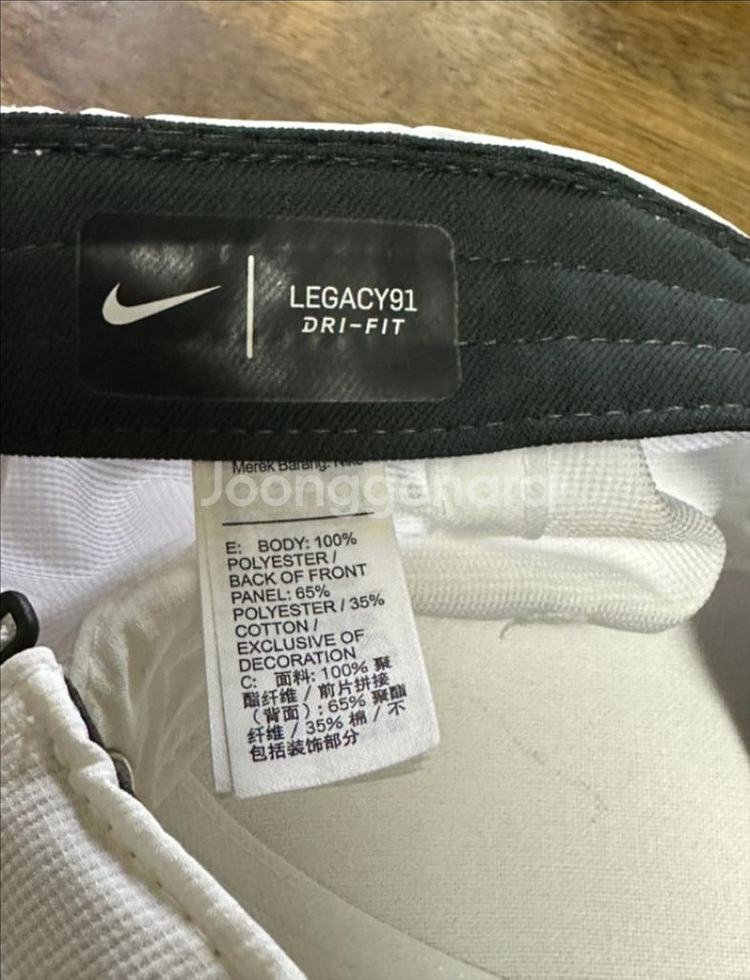 LEGACY91
DRI-FIT
Merek Barang: Nike
Joonggonara
E: BODY: 100%
POLYESTER /
BACK OF FRONT
PANEL: 65%
POLYESTER / 35%
COTTON /
EXCLUSIVE OF
DECORATION
C: 面料: 100% 聚
酯纤维 / 前片拼接
（背面）: 65% 聚酯
纤维 / 35% 棉 / 不
包括装饰部分